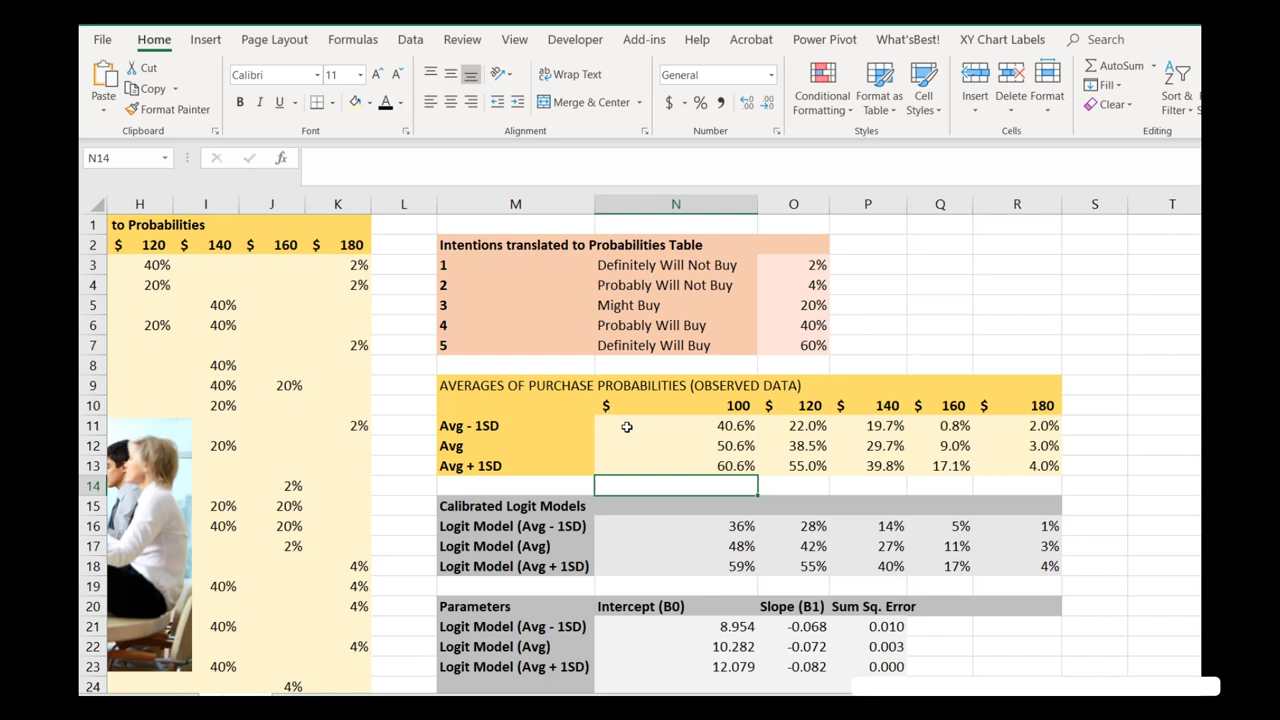 File Home Insert Page Layout Formulas Data Review View Developer Add-ins Help Acrobat Power Pivot What'sBest! XY Chart Labels Search
Cut
Copy
Format Painter
Paste
Clipboard
Calibri 11 A A
B I U A
Font
Wrap Text
Merge & Center
Alignment
General
$ % ,
Number
Conditional Formatting
Format as Table
Cell Styles
Styles
Insert Delete Format
Cells
AutoSum
Fill
Clear
Sort &
Filter
Editing
N14 fx
H I J K L M N O P Q R S T
1 to Probabilities
2 $ 120 $ 140 $ 160 $ 180 Intentions translated to Probabilities Table
3 40% 2% 1 Definitely Will Not Buy 2%
4 20% 2% 2 Probably Will Not Buy 4%
5 40% 3 Might Buy 20%
6 20% 40% 4 Probably Will Buy 40%
7 2% 5 Definitely Will Buy 60%
8 40%
9 40% 20% AVERAGES OF PURCHASE PROBABILITIES (OBSERVED DATA)
10 20% $ 100 $ 120 $ 140 $ 160 $ 180
11 2% Avg - 1SD 40.6% 22.0% 19.7% 0.8% 2.0%
12 20% Avg 50.6% 38.5% 29.7% 9.0% 3.0%
13 Avg + 1SD 60.6% 55.0% 39.8% 17.1% 4.0%
14 2%
15 20% 20% Calibrated Logit Models
16 40% 20% Logit Model (Avg - 1SD) 36% 28% 14% 5% 1%
17 2% Logit Model (Avg) 48% 42% 27% 11% 3%
18 4% Logit Model (Avg + 1SD) 59% 55% 40% 17% 4%
19 40% 4%
20 4% Parameters Intercept (B0) Slope (B1) Sum Sq. Error
21 40% Logit Model (Avg - 1SD) 8.954 -0.068 0.010
22 4% Logit Model (Avg) 10.282 -0.072 0.003
23 40% Logit Model (Avg + 1SD) 12.079 -0.082 0.000
24 4%